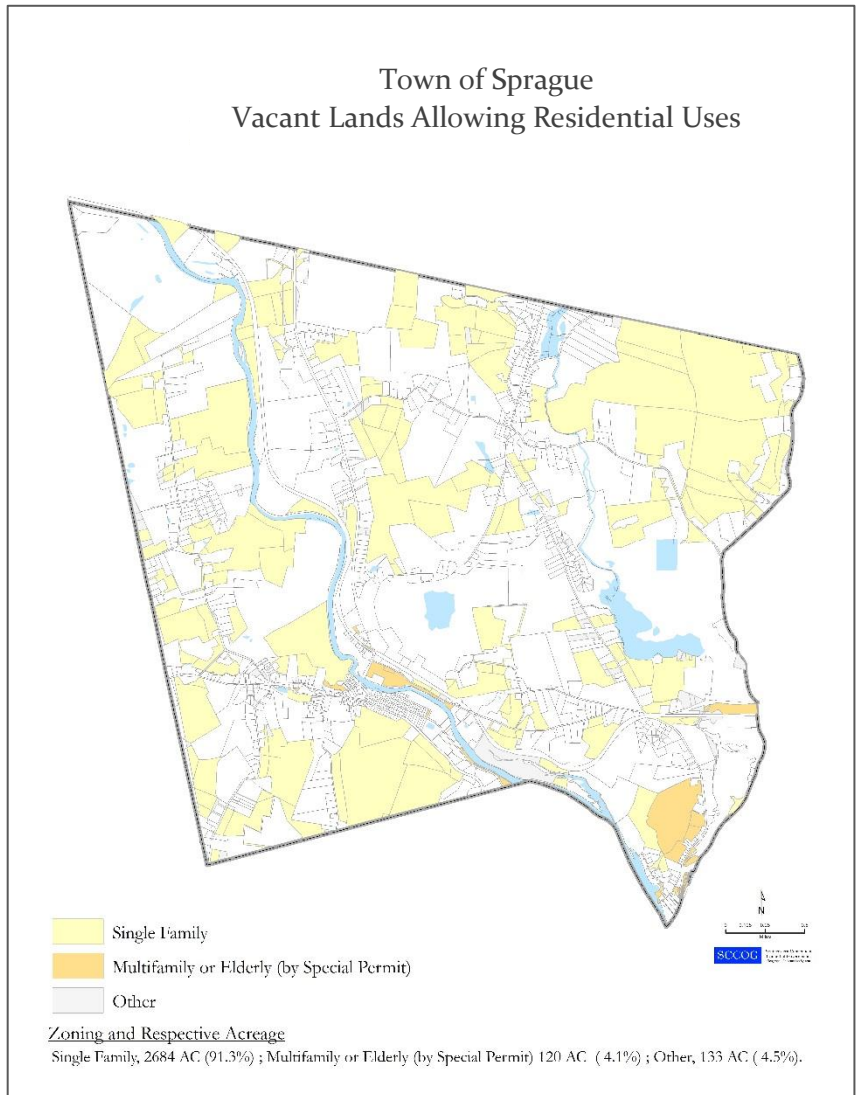 Town of Sprague
Vacant Lands Allowing Residential Uses
N
0
SCCOG
Single Family
Multifamily or Elderly (by Special Permit)
Other
Zoning and Respective Acreage
Single Family, 2684 AC (91.3%) ; Multifamily or Elderly (by Special Permit) 120 AC ( 4.1%) ; Other, 133 AC ( 4.5%).